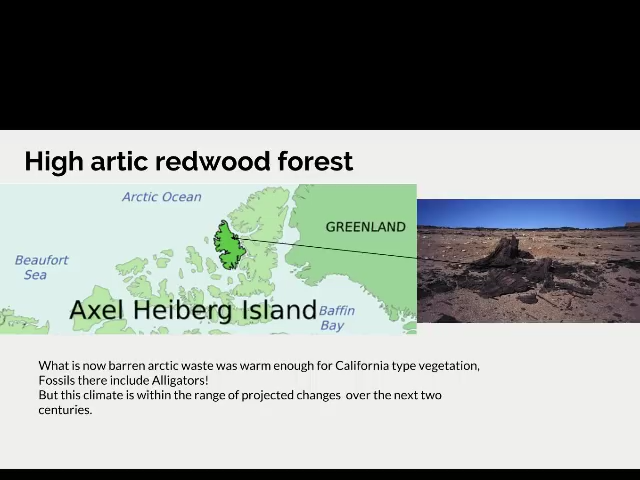 High artic redwood forest
Arctic Ocean
GREENLAND
Beaufort
Sea
Axel Heiberg Island
Baffin
Bay
What is now barren arctic waste was warm enough for California type vegetation,
Fossils there include Alligators!
But this climate is within the range of projected changes over the next two
centuries.